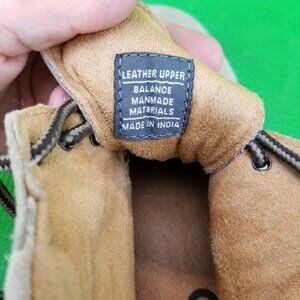 LEATHER UPPER
BALANCE
MANMADE
MATERIALS
MADE IN INDIA